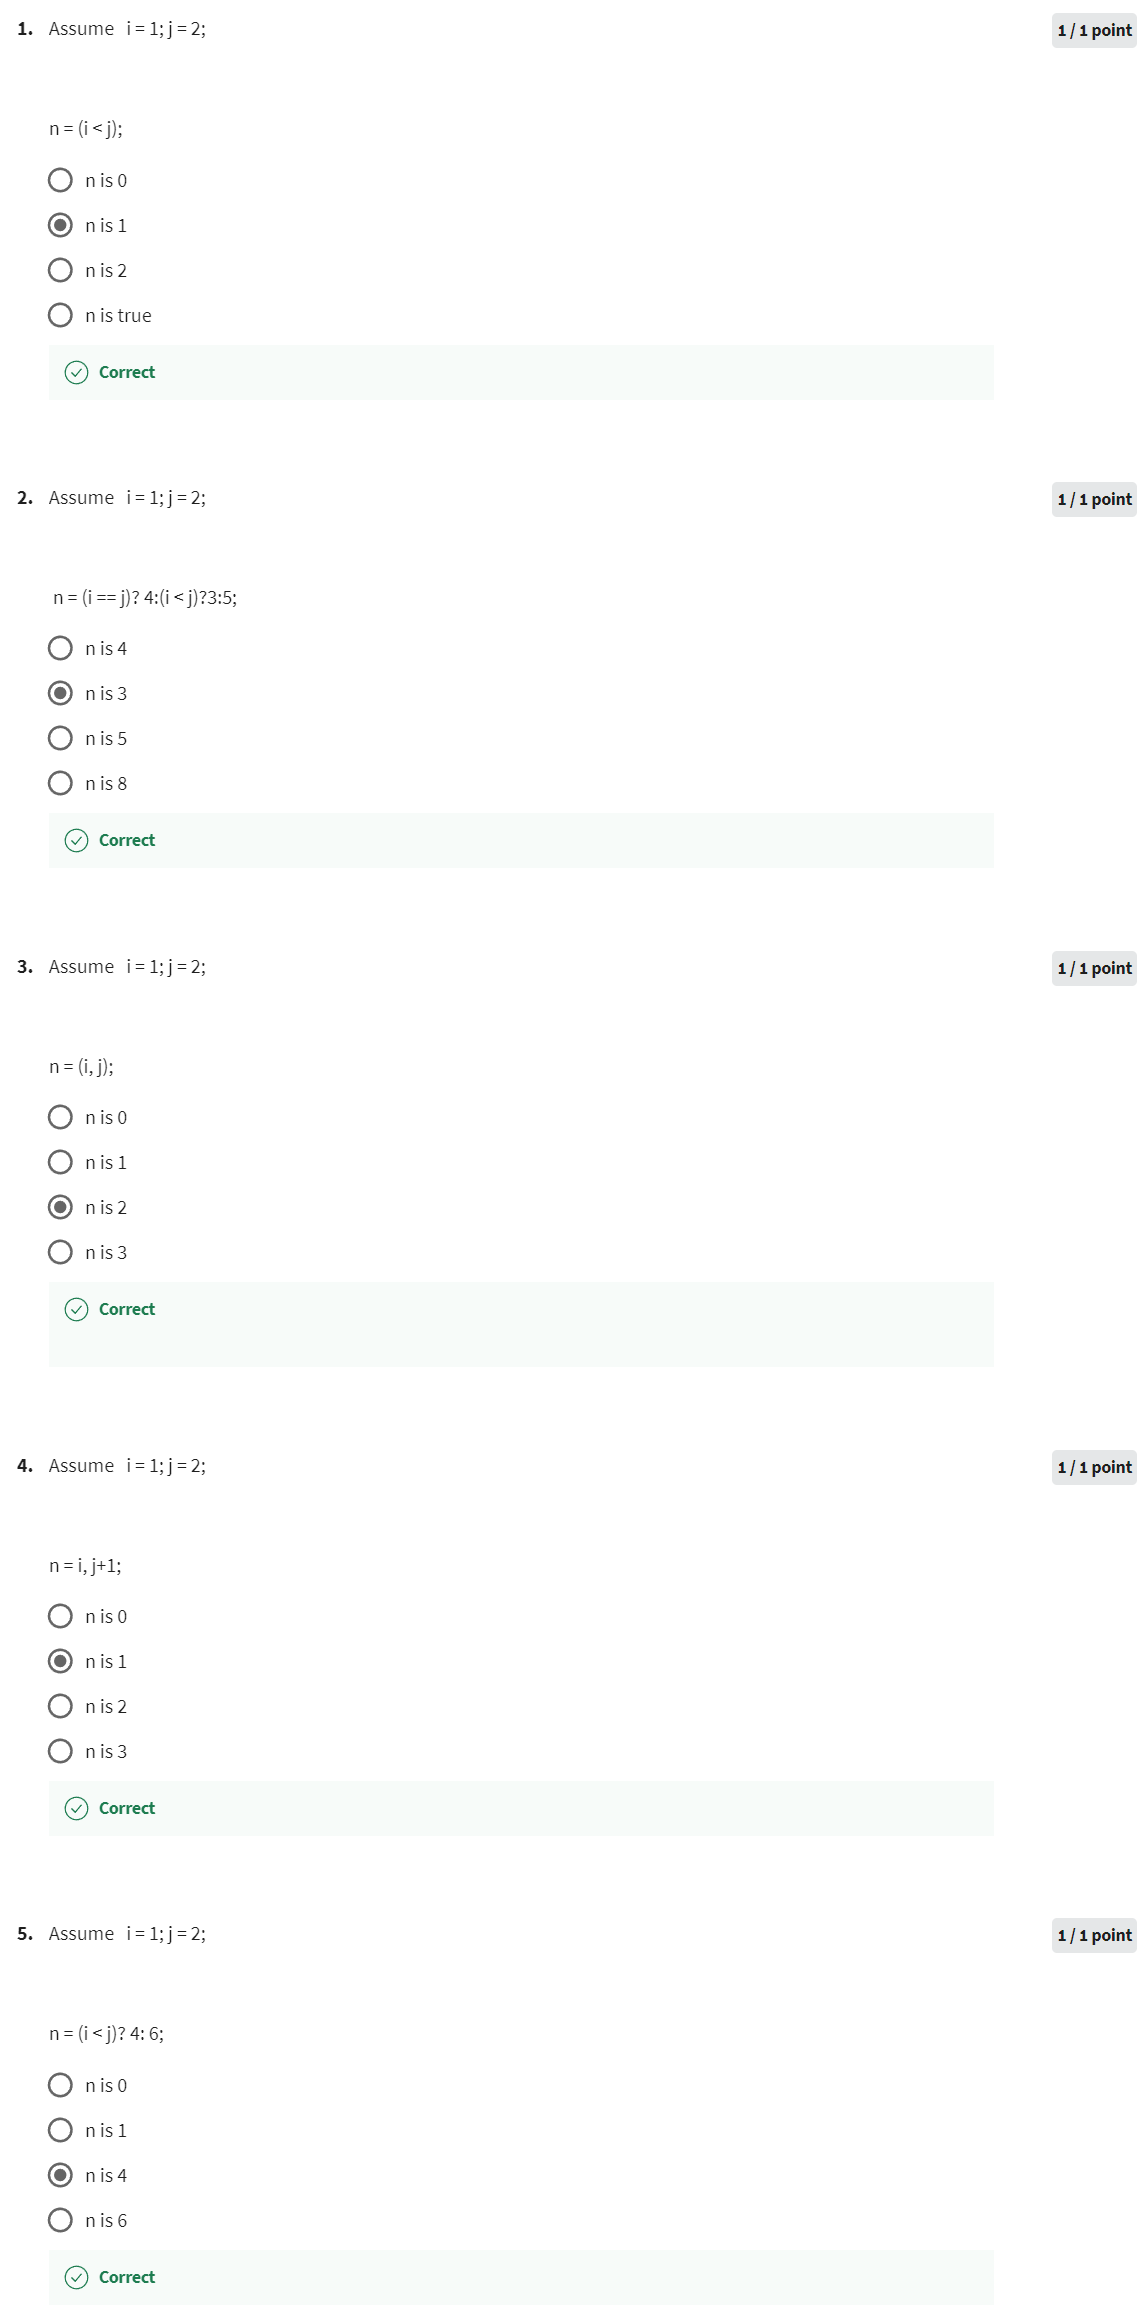 1. Assume i = 1; j = 2;
1 / 1 point
n = (i < j);
n is 0
n is 1
n is 2
n is true
Correct
2. Assume i = 1; j = 2;
1 / 1 point
n = (i == j)? 4:(i < j)?3:5;
n is 4
n is 3
n is 5
n is 8
Correct
3. Assume i = 1; j = 2;
1 / 1 point
n = (i, j);
n is 0
n is 1
n is 2
n is 3
Correct
4. Assume i = 1; j = 2;
1 / 1 point
n = i, j+1;
n is 0
n is 1
n is 2
n is 3
Correct
5. Assume i = 1; j = 2;
1 / 1 point
n = (i < j)? 4: 6;
n is 0
n is 1
n is 4
n is 6
Correct